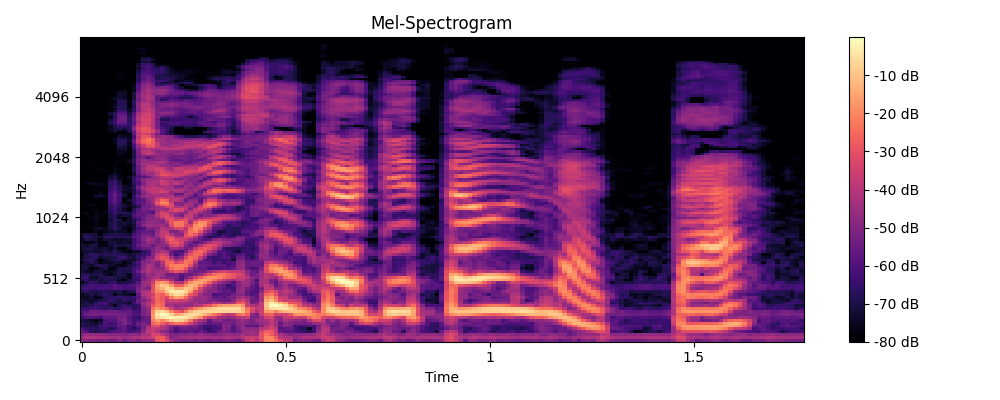 Mel-Spectrogram
Hz
4096
2048
1024
512
0
0
0.5
1
1.5
Time
-10 dB
-20 dB
-30 dB
-40 dB
-50 dB
-60 dB
-70 dB
-80 dB